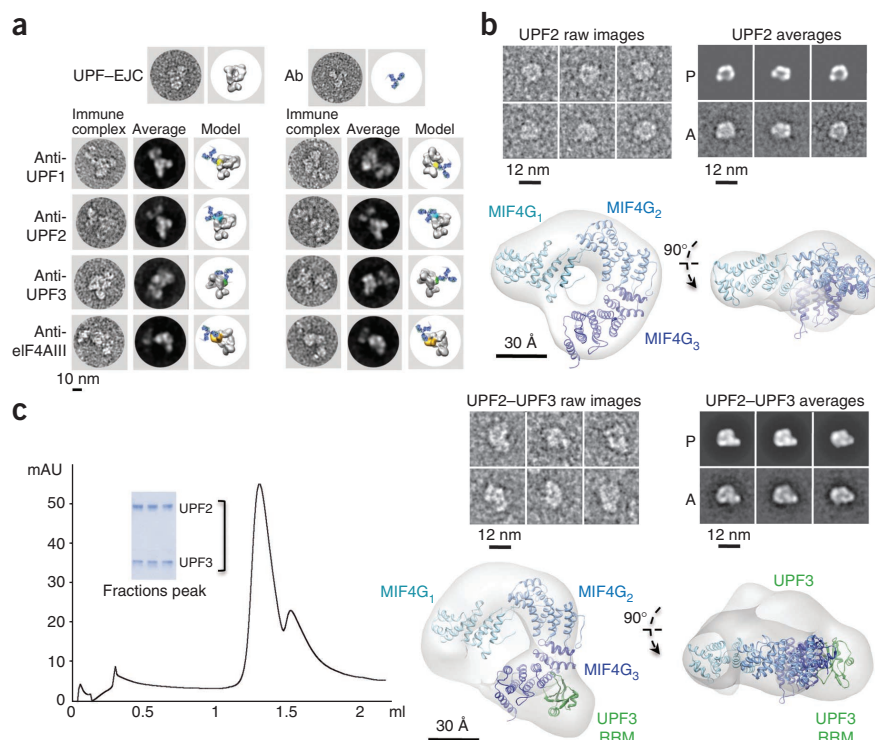 a
UPF–EJC
Ab
Immune complex
Average
Model
Immune complex
Average
Model
Anti-UPF1
Anti-UPF2
Anti-UPF3
Anti-eIF4AIII
10 nm
b
UPF2 raw images
UPF2 averages
P
A
12 nm
12 nm
MIF4G1
MIF4G2
90°
MIF4G3
30 Å
c
mAU
50
40
30
20
10
0
0
0.5
1.0
1.5
2
ml
UPF2
UPF3
Fractions peak
UPF2–UPF3 raw images
UPF2–UPF3 averages
P
A
12 nm
12 nm
MIF4G1
MIF4G2
90°
UPF3
MIF4G3
30 Å
UPF3
RRM
UPF3
RRM